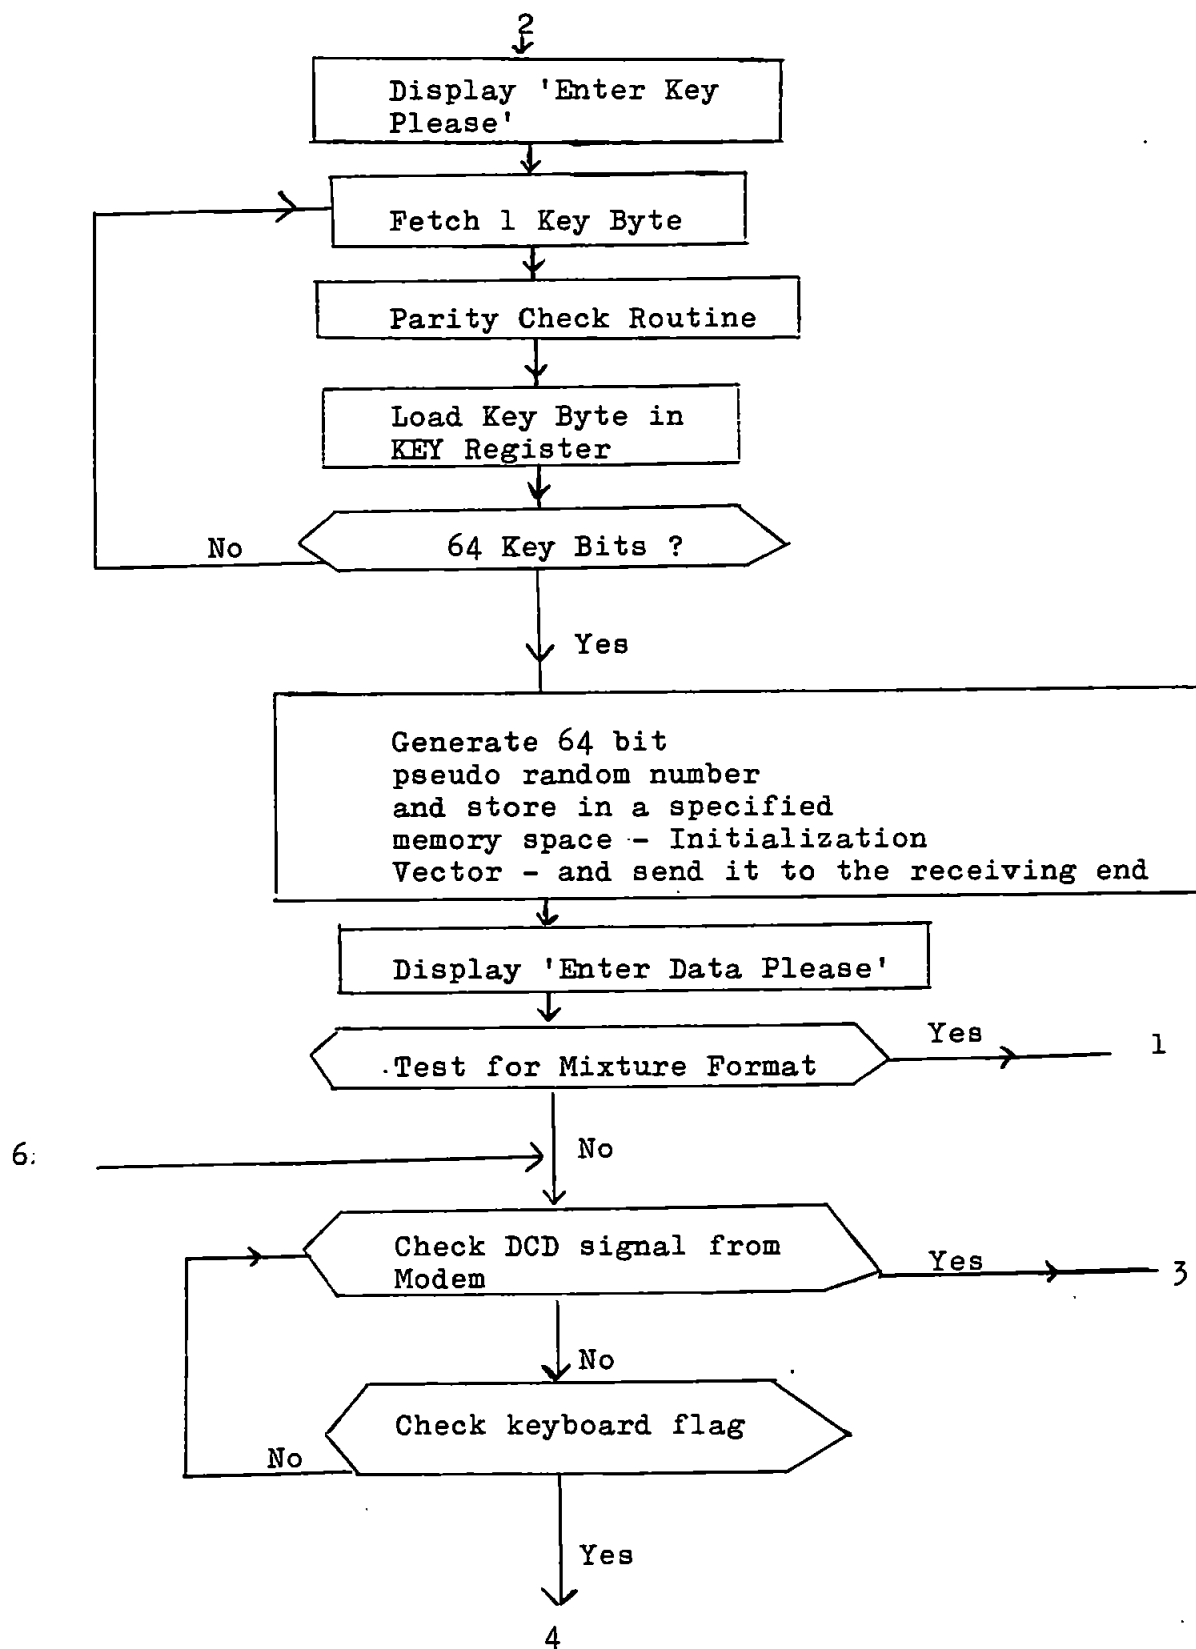 2
Display 'Enter Key
Please'
Fetch 1 Key Byte
Parity Check Routine
Load Key Byte in
KEY Register
No
64 Key Bits ?
Yes
Generate 64 bit
pseudo random number
and store in a specified
memory space - Initialization
Vector - and send it to the receiving end
Display 'Enter Data Please'
Test for Mixture Format
Yes
1
No
6
Check DCD signal from
Modem
Yes
3
No
Check keyboard flag
No
Yes
4